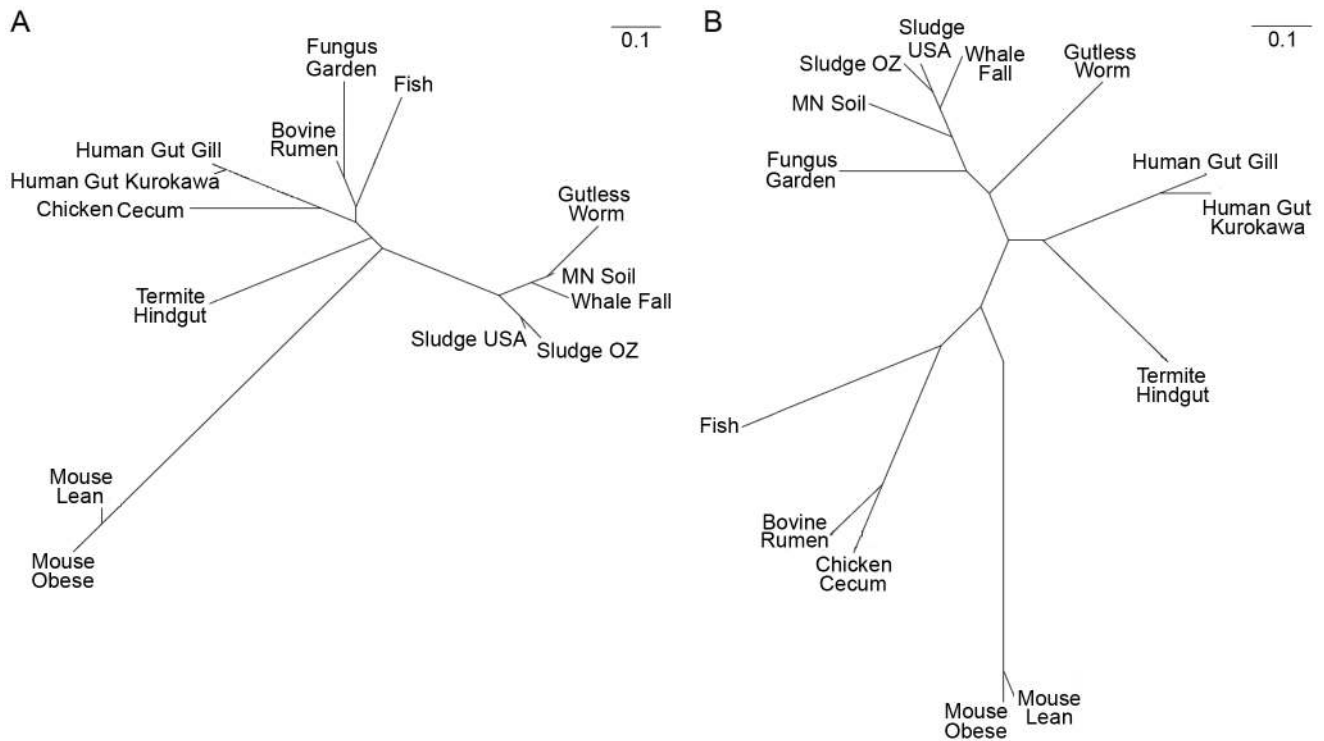 A
0.1
Fungus
Garden
Fish
Bovine
Rumen
Human Gut Gill
Human Gut Kurokawa
Chicken Cecum
Gutless
Worm
MN Soil
Whale Fall
Termite
Hindgut
Sludge USA
Sludge OZ
Mouse
Lean
Mouse
Obese
B
0.1
Sludge
USA
Sludge OZ
Whale
Fall
Gutless
Worm
MN Soil
Fungus
Garden
Human Gut Gill
Human Gut
Kurokawa
Termite
Hindgut
Fish
Bovine
Rumen
Chicken
Cecum
Mouse
Obese
Mouse
Lean